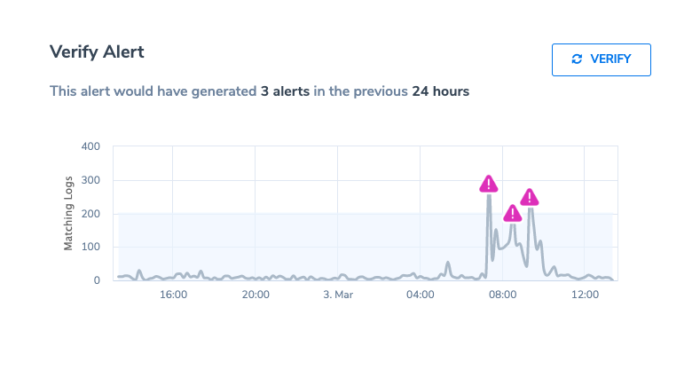 Verify Alert
VERIFY
This alert would have generated 3 alerts in the previous 24 hours
Matching Logs
400
300
200
100
0
16:00 20:00 3. Mar 04:00 08:00 12:00